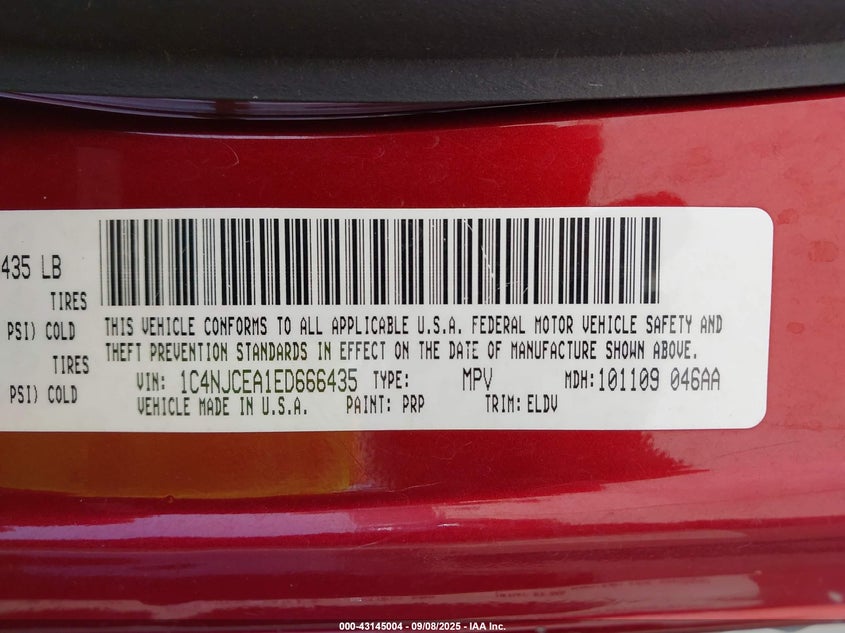 435 LB
TIRES
PSI) COLD
TIRES
PSI) COLD
THIS VEHICLE CONFORMS TO ALL APPLICABLE U.S.A. FEDERAL MOTOR VEHICLE SAFETY AND
THEFT PREVENTION STANDARDS IN EFFECT ON THE DATE OF MANUFACTURE SHOWN ABOVE.
VIN: 1C4NJCEA1ED666435 TYPE: MPV MDH:101109 046AA
VEHICLE MADE IN U.S.A. PAINT: PRP TRIM: ELDV
000-43145004 - 09/08/2025 - IAA Inc.